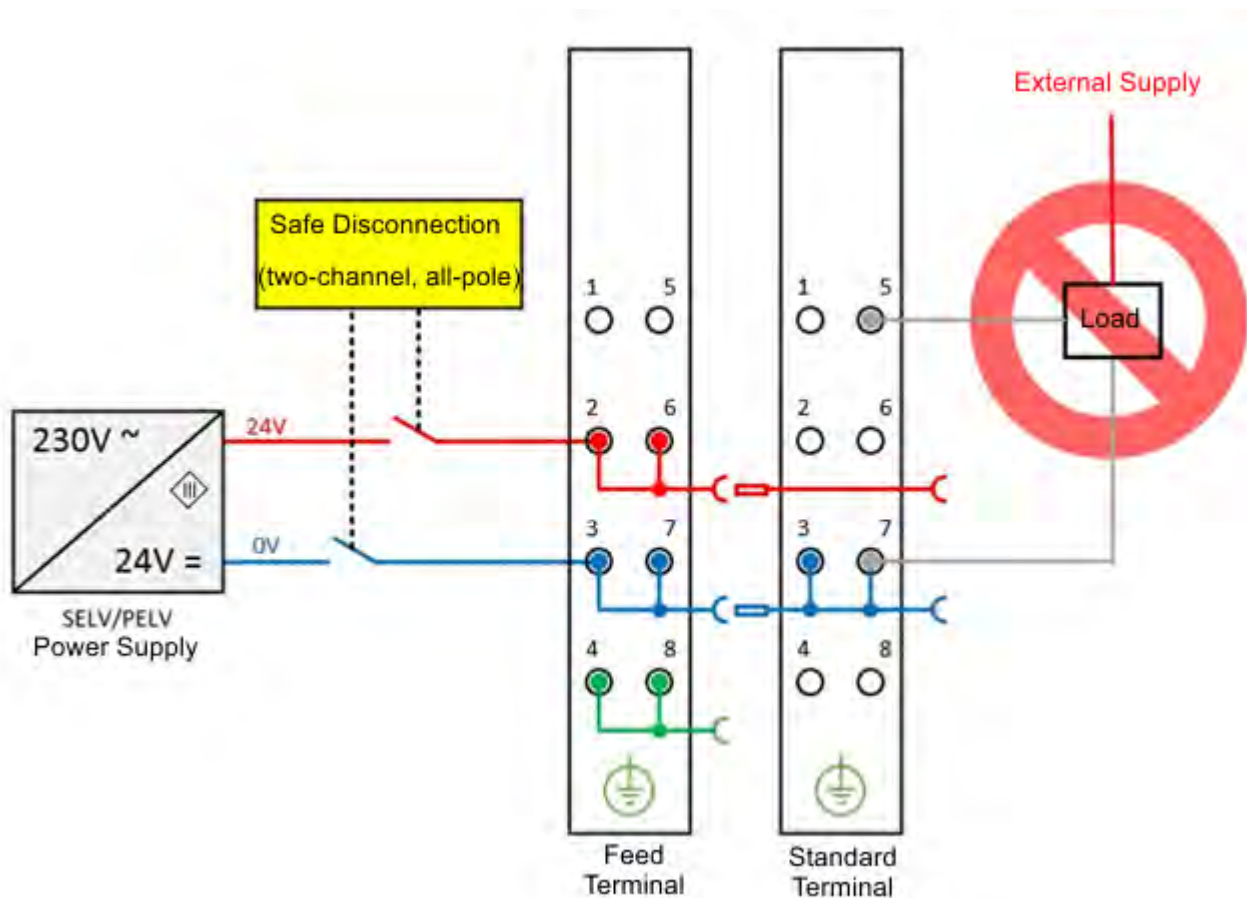 External Supply
Safe Disconnection
(two-channel, all-pole)
1 5
1 5
Load
2 6
2 6
230V ~
24V
III
24V =
0V
3 7
3 7
SELV/PELV
Power Supply
4 8
4 8
Feed
Terminal
Standard
Terminal